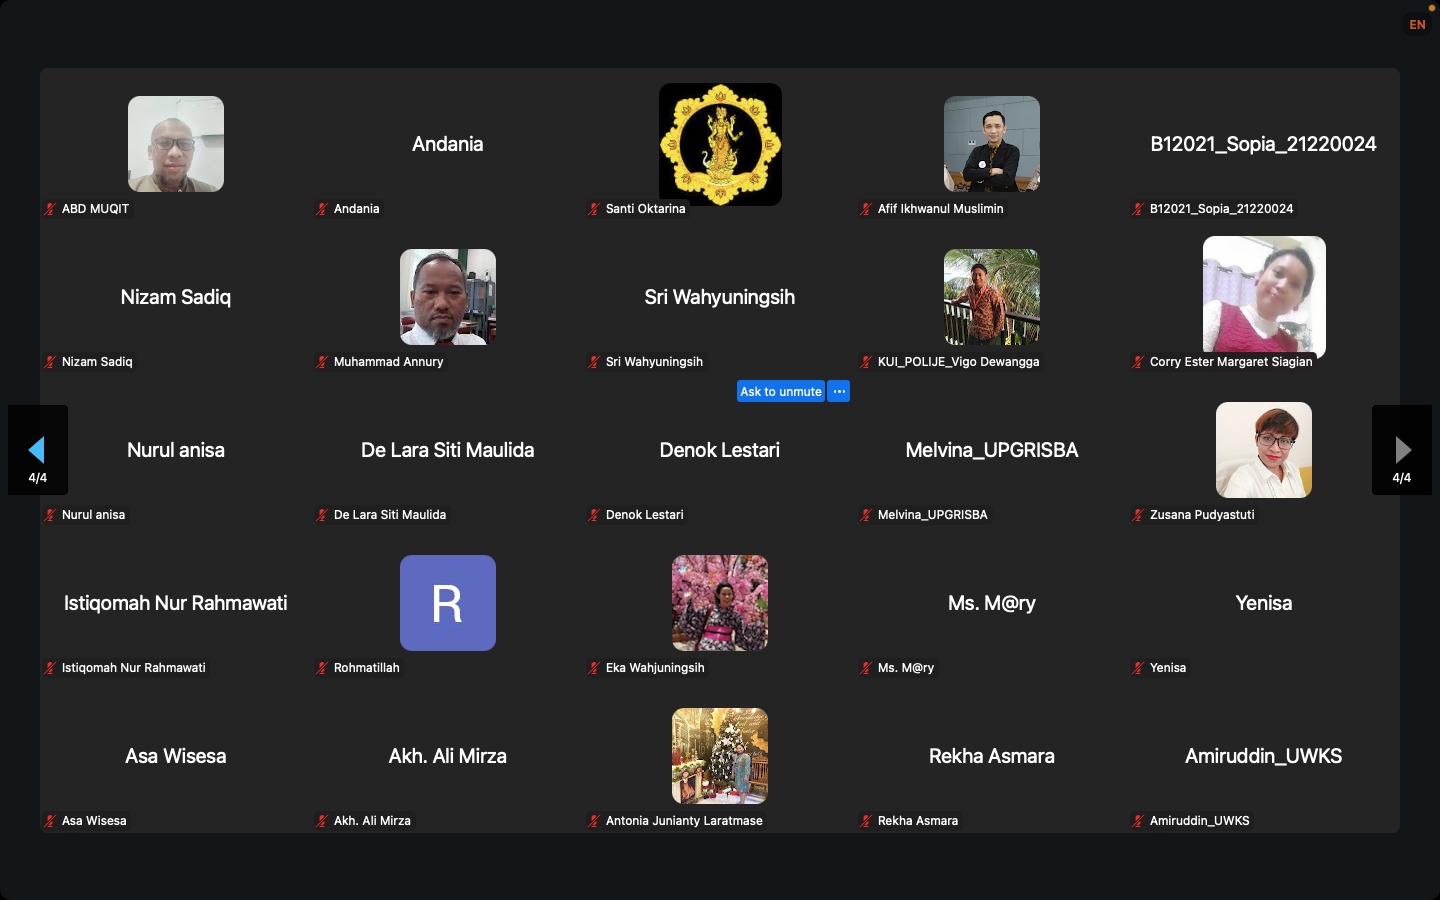 EN
Andania
B12021_Sopia_21220024
ABD MUQIT
Andania
Santi Oktarina
Afif Ikhwanul Muslimin
B12021_Sopia_21220024
Nizam Sadiq
Sri Wahyuningsih
Nizam Sadiq
Muhammad Annury
Sri Wahyuningsih
KUI_POLIJE_Vigo Dewangga
Corry Ester Margaret Siagian
Ask to unmute
Nurul anisa
De Lara Siti Maulida
Denok Lestari
Melvina_UPGRISBA
4/4
4/4
Nurul anisa
De Lara Siti Maulida
Denok Lestari
Melvina_UPGRISBA
Zusana Pudyastuti
Istiqomah Nur Rahmawati
R
Ms. M@ry
Yenisa
Istiqomah Nur Rahmawati
Rohmatillah
Eka Wahjuningsih
Ms. M@ry
Yenisa
Asa Wisesa
Akh. Ali Mirza
Rekha Asmara
Amiruddin_UWKS
Asa Wisesa
Akh. Ali Mirza
Antonia Junianty Laratmase
Rekha Asmara
Amiruddin_UWKS